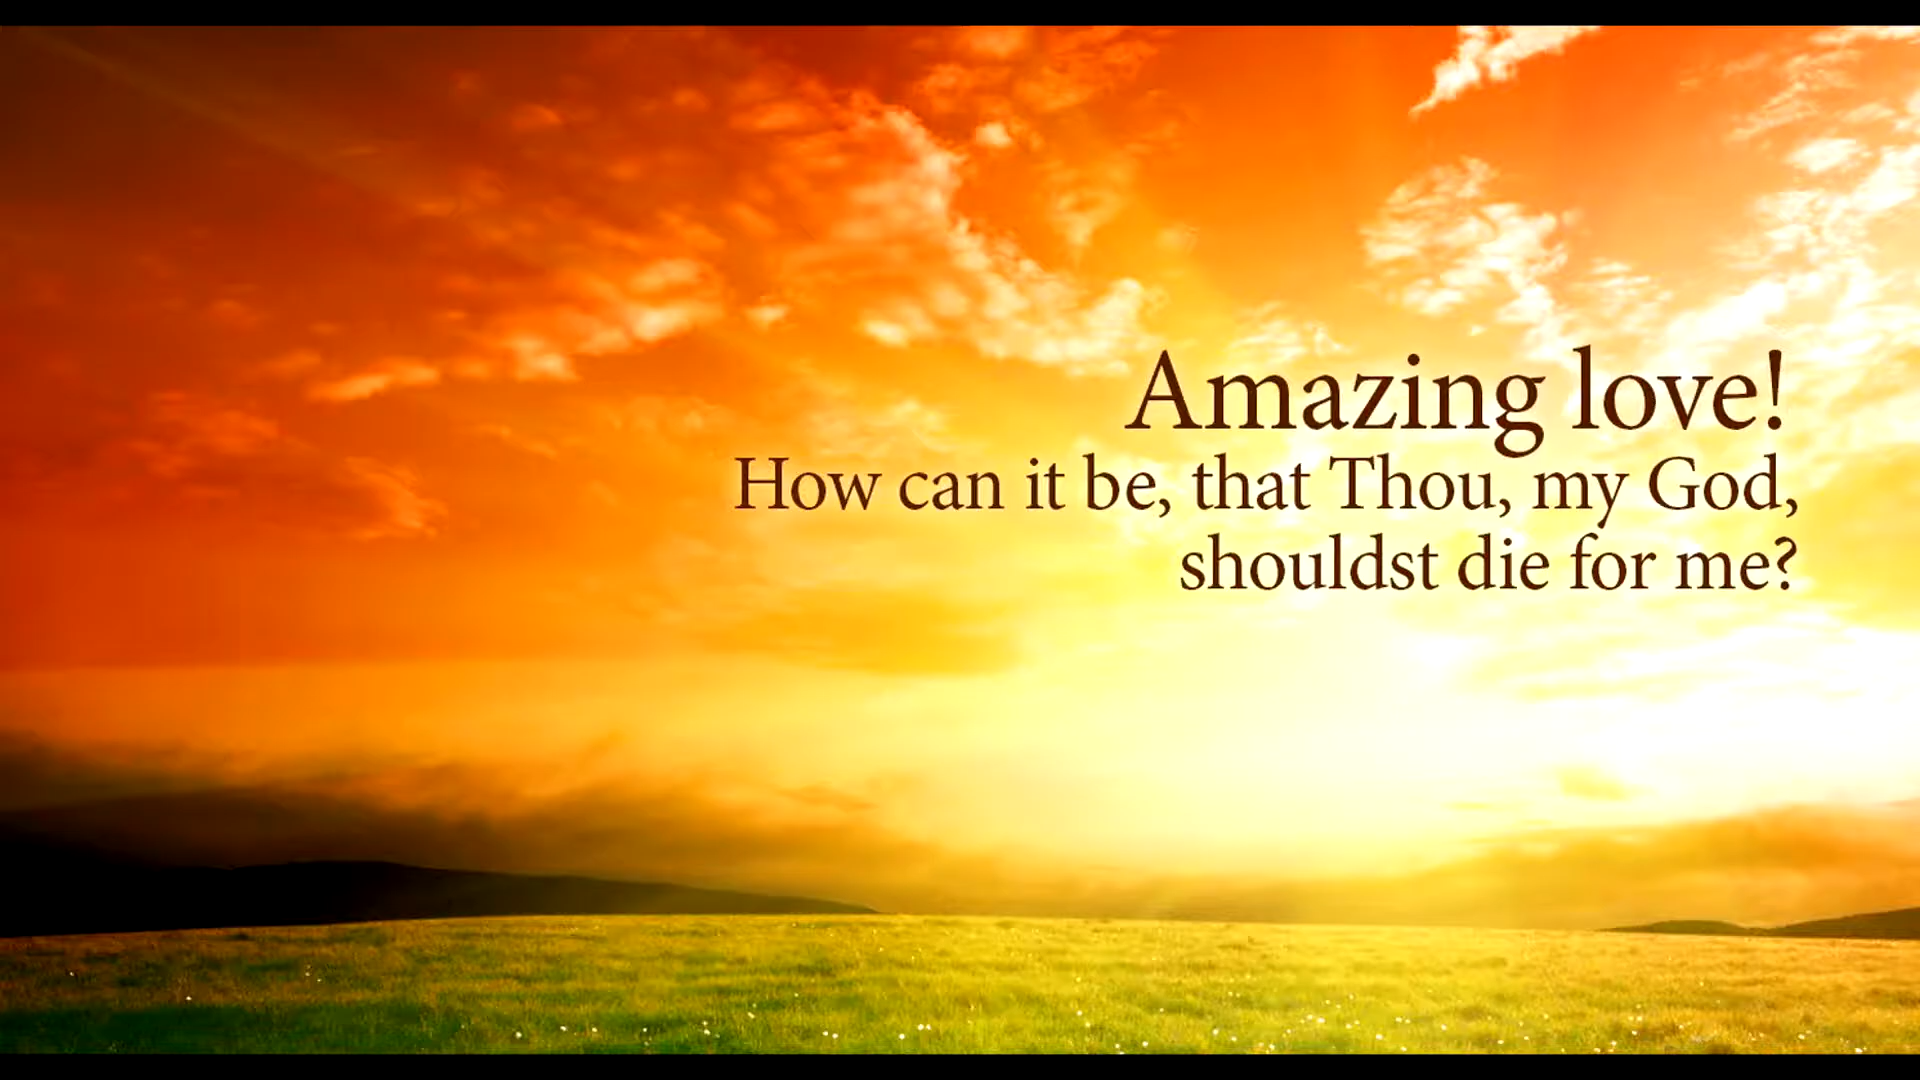 Amazing love!
How can it be, that Thou, my God,
shouldst die for me?